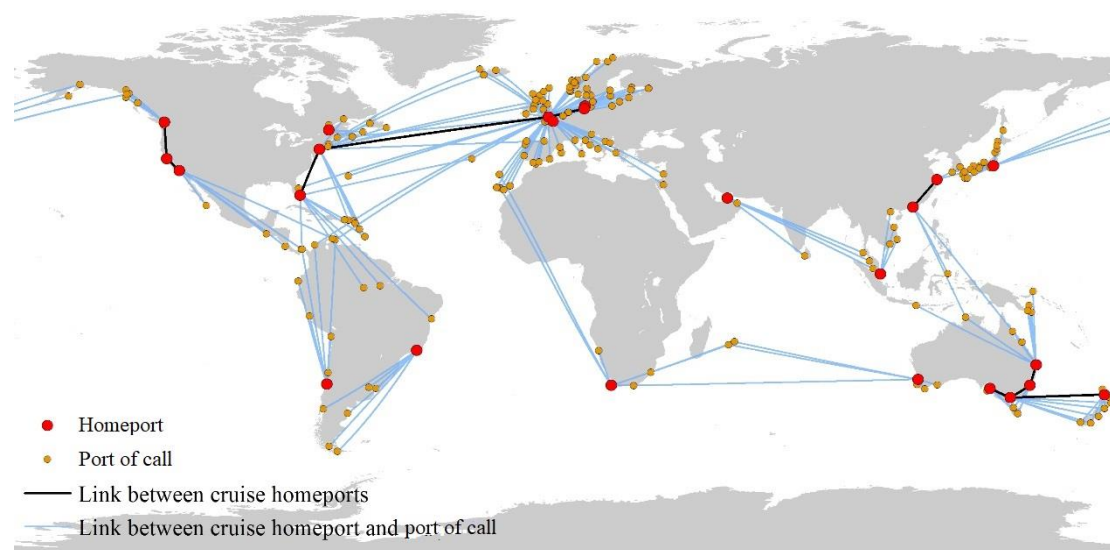 Homeport
Port of call
Link between cruise homeports
Link between cruise homeport and port of call